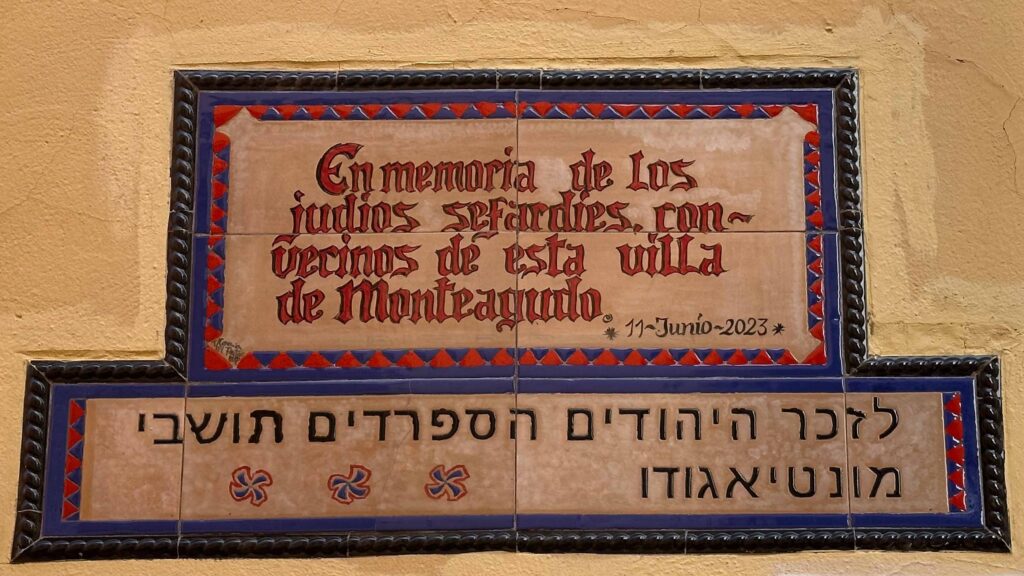 En memoria de los
judíos sefardíes, con-
vecinos de esta villa
de Monteagudo.
*11-Junio-2023*
לזכר היהודים הספרדים תושבי
מונטיאגודו